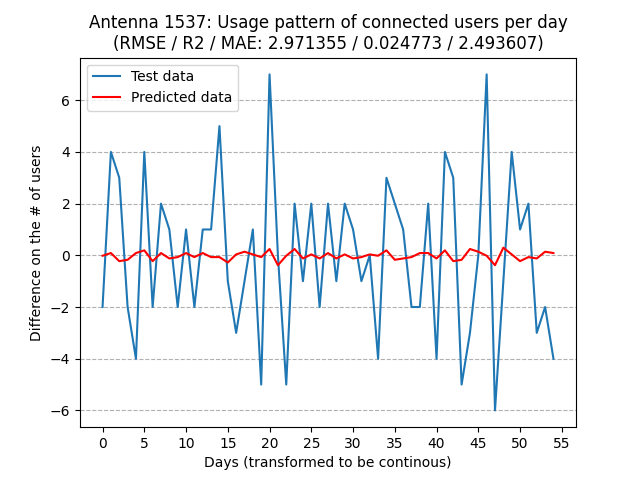 Antenna 1537: Usage pattern of connected users per day
(RMSE / R2 / MAE: 2.971355 / 0.024773 / 2.493607)
Test data
Predicted data
Difference on the # of users
6
4
2
0
−2
−4
−6
0 5 10 15 20 25 30 35 40 45 50 55
Days (transformed to be continous)